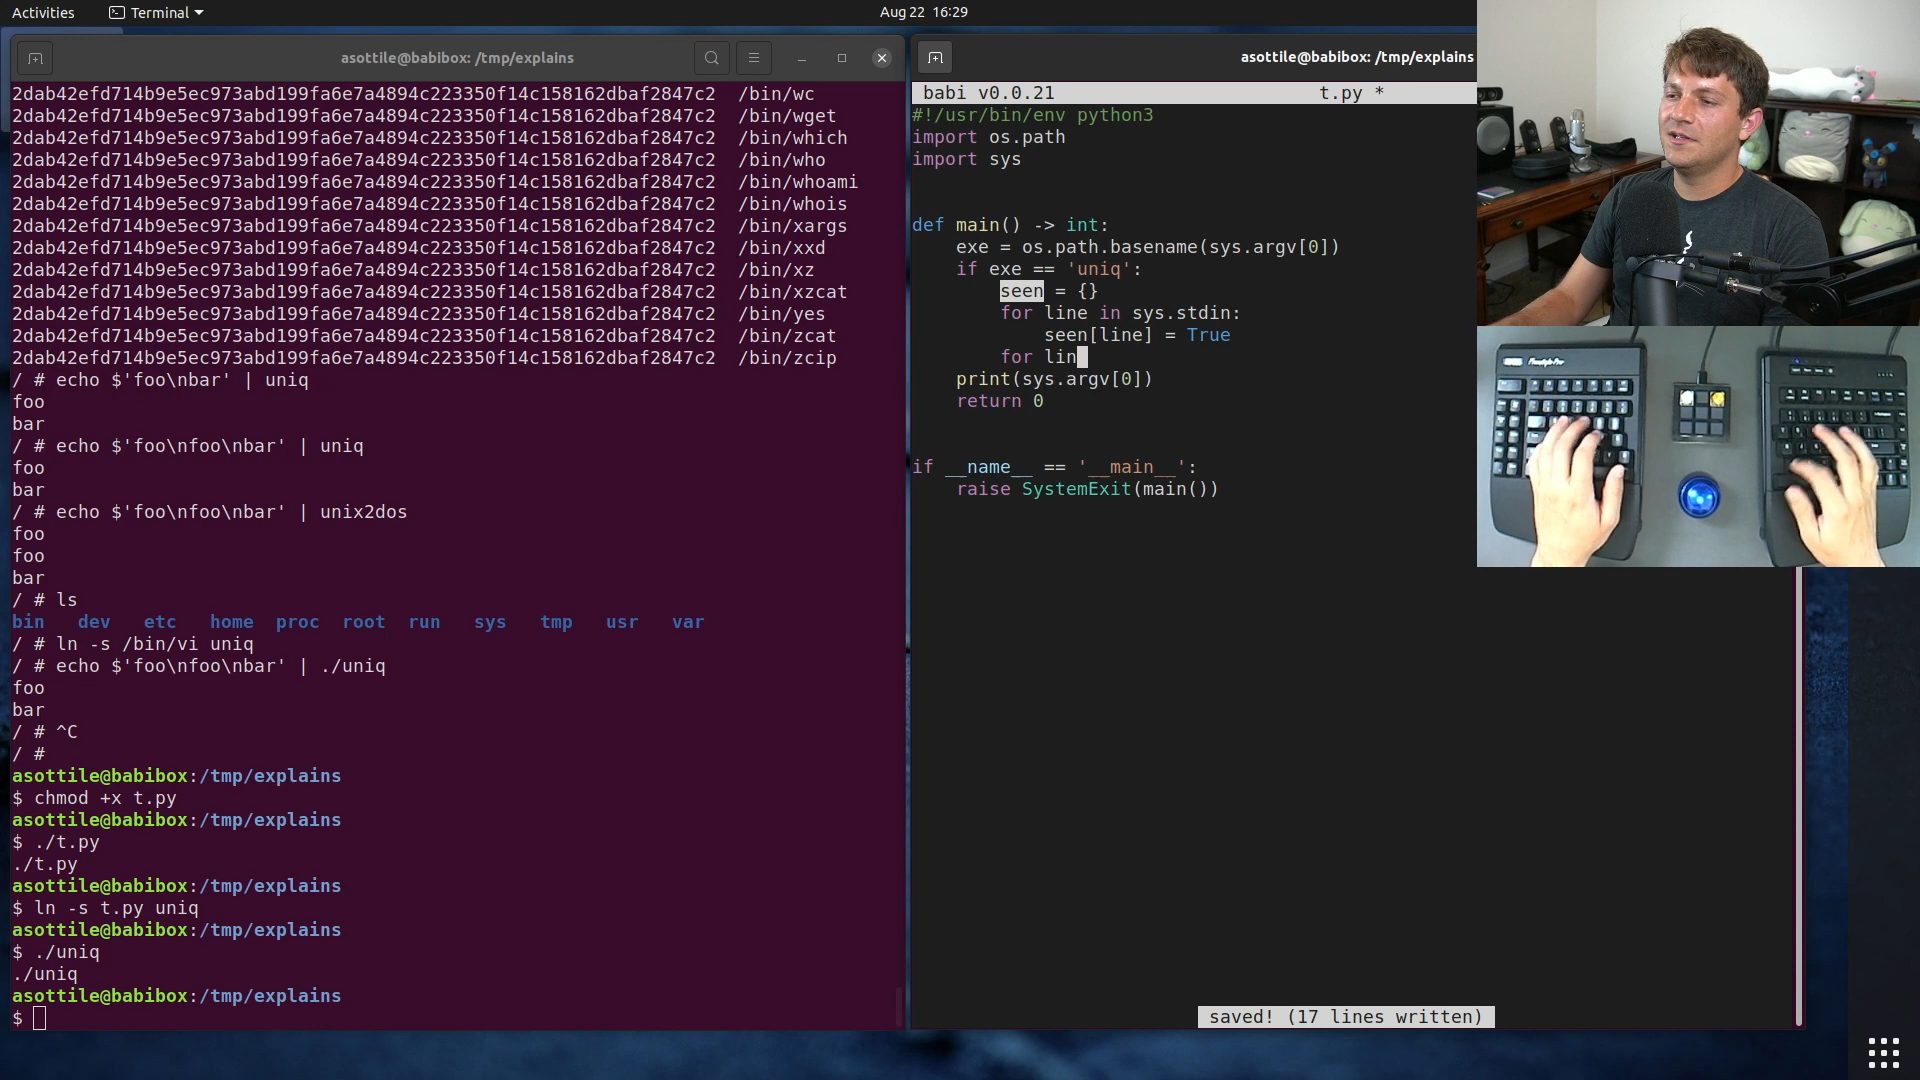 Activities
Terminal
Aug 22 16:29
asottile@babibox: /tmp/explains
2dab42efd714b9e5ec973abd199fa6e7a4894c223350f14c158162dbaf2847c2 /bin/wc
2dab42efd714b9e5ec973abd199fa6e7a4894c223350f14c158162dbaf2847c2 /bin/wget
2dab42efd714b9e5ec973abd199fa6e7a4894c223350f14c158162dbaf2847c2 /bin/which
2dab42efd714b9e5ec973abd199fa6e7a4894c223350f14c158162dbaf2847c2 /bin/who
2dab42efd714b9e5ec973abd199fa6e7a4894c223350f14c158162dbaf2847c2 /bin/whoami
2dab42efd714b9e5ec973abd199fa6e7a4894c223350f14c158162dbaf2847c2 /bin/whois
2dab42efd714b9e5ec973abd199fa6e7a4894c223350f14c158162dbaf2847c2 /bin/xargs
2dab42efd714b9e5ec973abd199fa6e7a4894c223350f14c158162dbaf2847c2 /bin/xxd
2dab42efd714b9e5ec973abd199fa6e7a4894c223350f14c158162dbaf2847c2 /bin/xz
2dab42efd714b9e5ec973abd199fa6e7a4894c223350f14c158162dbaf2847c2 /bin/xzcat
2dab42efd714b9e5ec973abd199fa6e7a4894c223350f14c158162dbaf2847c2 /bin/yes
2dab42efd714b9e5ec973abd199fa6e7a4894c223350f14c158162dbaf2847c2 /bin/zcat
2dab42efd714b9e5ec973abd199fa6e7a4894c223350f14c158162dbaf2847c2 /bin/zcip
/ # echo $'foo\nbar' | uniq
foo
bar
/ # echo $'foo\nfoo\nbar' | uniq
foo
bar
/ # echo $'foo\nfoo\nbar' | unix2dos
foo
foo
bar
/ # ls
bin dev etc home proc root run sys tmp usr var
/ # ln -s /bin/vi uniq
/ # echo $'foo\nfoo\nbar' | ./uniq
foo
bar
/ # ^C
/ #
asottile@babibox:/tmp/explains
$ chmod +x t.py
asottile@babibox:/tmp/explains
$ ./t.py
./t.py
asottile@babibox:/tmp/explains
$ ln -s t.py uniq
asottile@babibox:/tmp/explains
$ ./uniq
./uniq
asottile@babibox:/tmp/explains
$
asottile@babibox: /tmp/explains
babi v0.0.21 t.py *
#!/usr/bin/env python3
import os.path
import sys
def main() -> int:
exe = os.path.basename(sys.argv[0])
if exe == 'uniq':
seen = {}
for line in sys.stdin:
seen[line] = True
for lin
print(sys.argv[0])
return 0
if __name__ == '__main__':
raise SystemExit(main())
saved! (17 lines written)